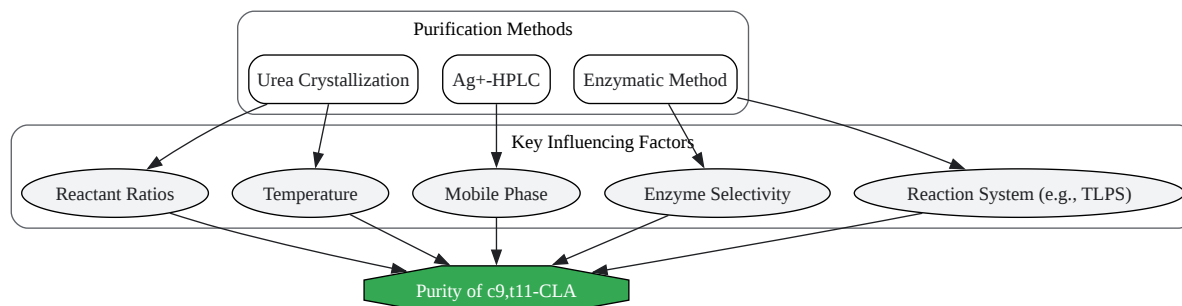 Purification Methods
Urea Crystallization
Ag+-HPLC
Enzymatic Method
Key Influencing Factors
Reactant Ratios
Temperature
Mobile Phase
Enzyme Selectivity
Reaction System (e.g., TLPS)
Purity of c9,t11-CLA